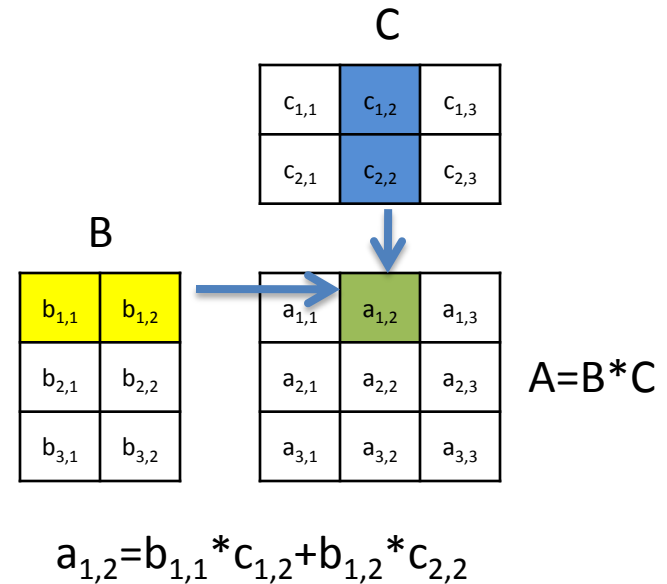 C
c1,1 c1,2 c1,3
c2,1 c2,2 c2,3
B
b1,1 b1,2
b2,1 b2,2
b3,1 b3,2
a1,1 a1,2 a1,3
a2,1 a2,2 a2,3
a3,1 a3,2 a3,3
A=B*C
a1,2=b1,1*c1,2+b1,2*c2,2